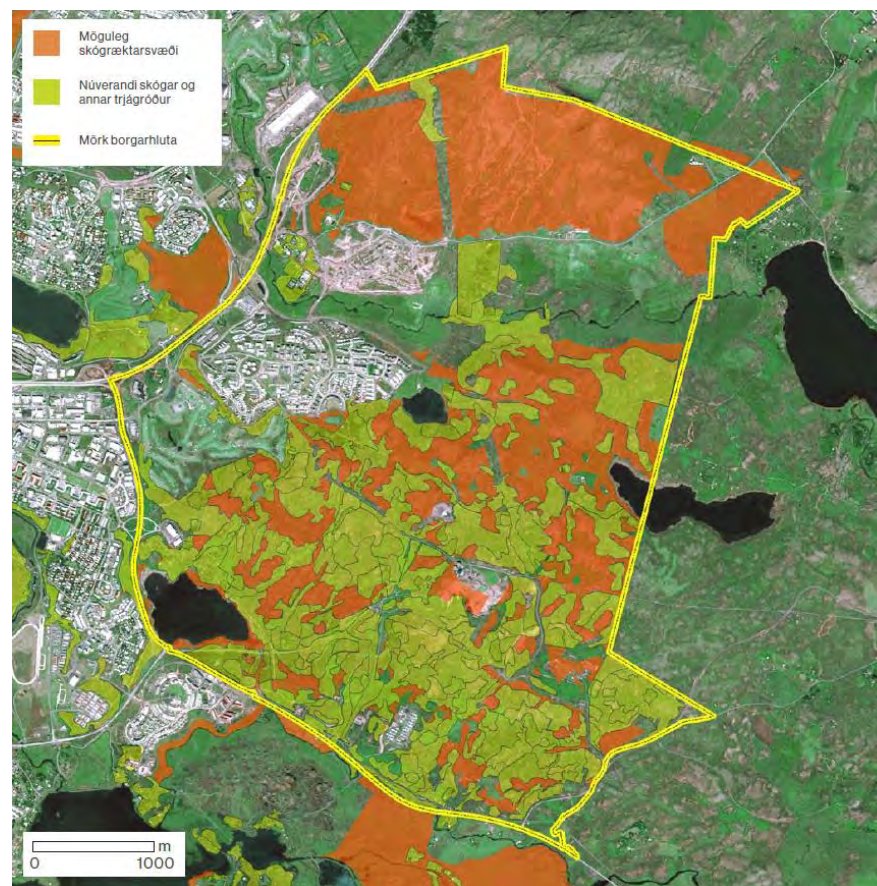 Möguleg
skógræktarsvæði
Núverandi skógar og
annar trjágróður
Mörk borgarhluta
m
0 1000